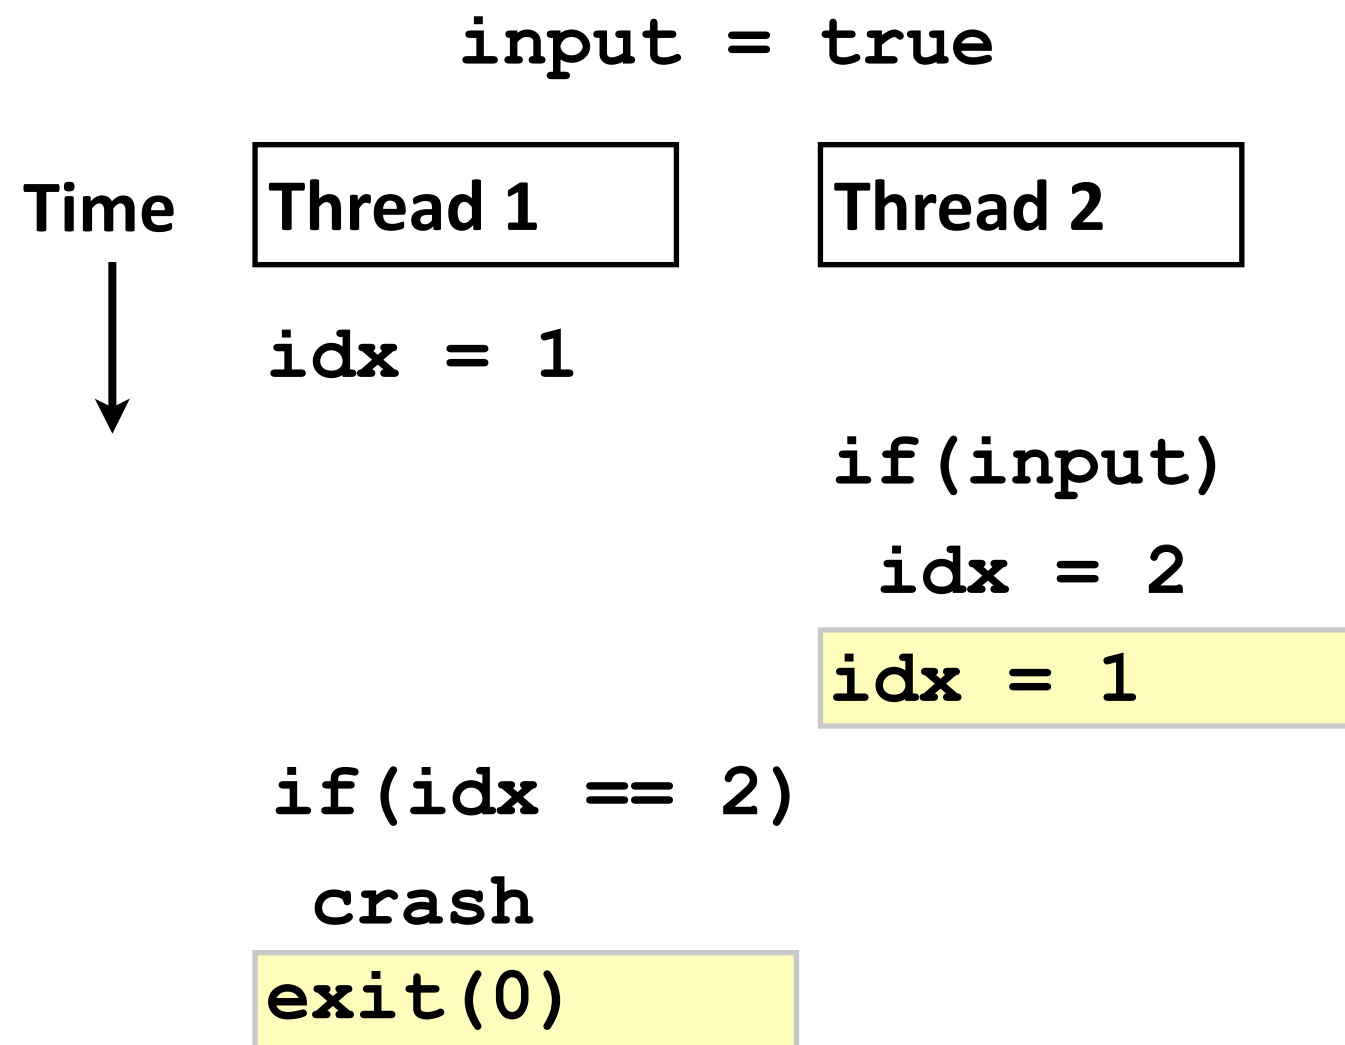 input = true
Time
Thread 1
Thread 2
idx = 1
if(input)
idx = 2
idx = 1
if(idx == 2)
crash
exit(0)